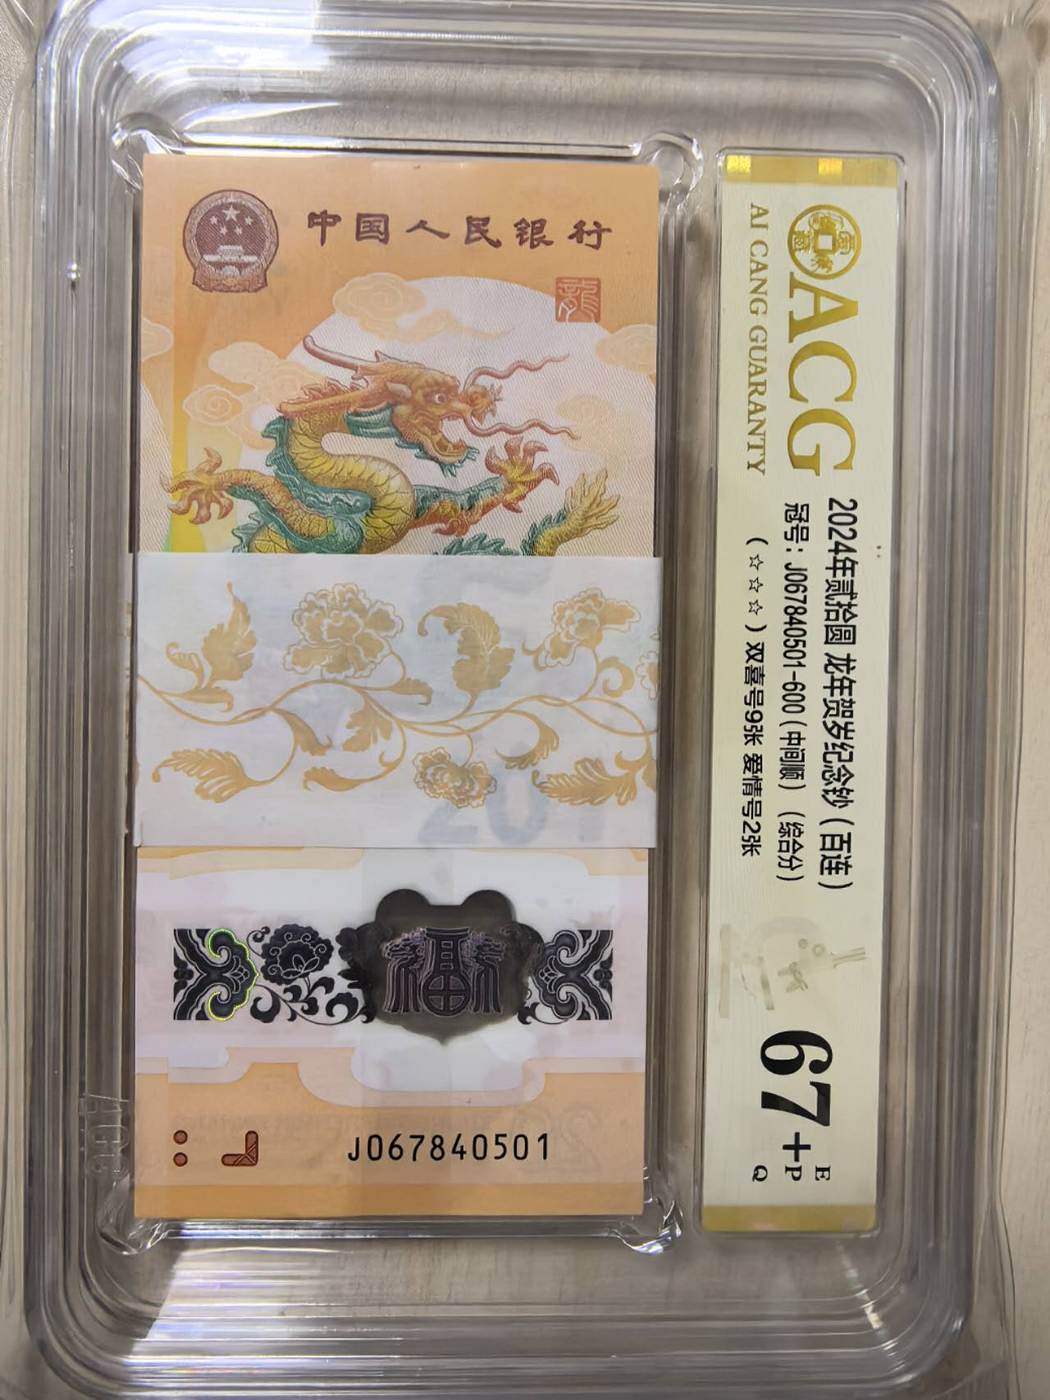 中国人民银行
龍
福
J067840501
ACG
AI CANG GUARANTY
2024年贰拾圆 龙年贺岁纪念钞(百连)
冠号:J067840501-600(中间顺)(综合分)
(☆☆☆)双喜号9张 爱情号2张
67+
EPQ